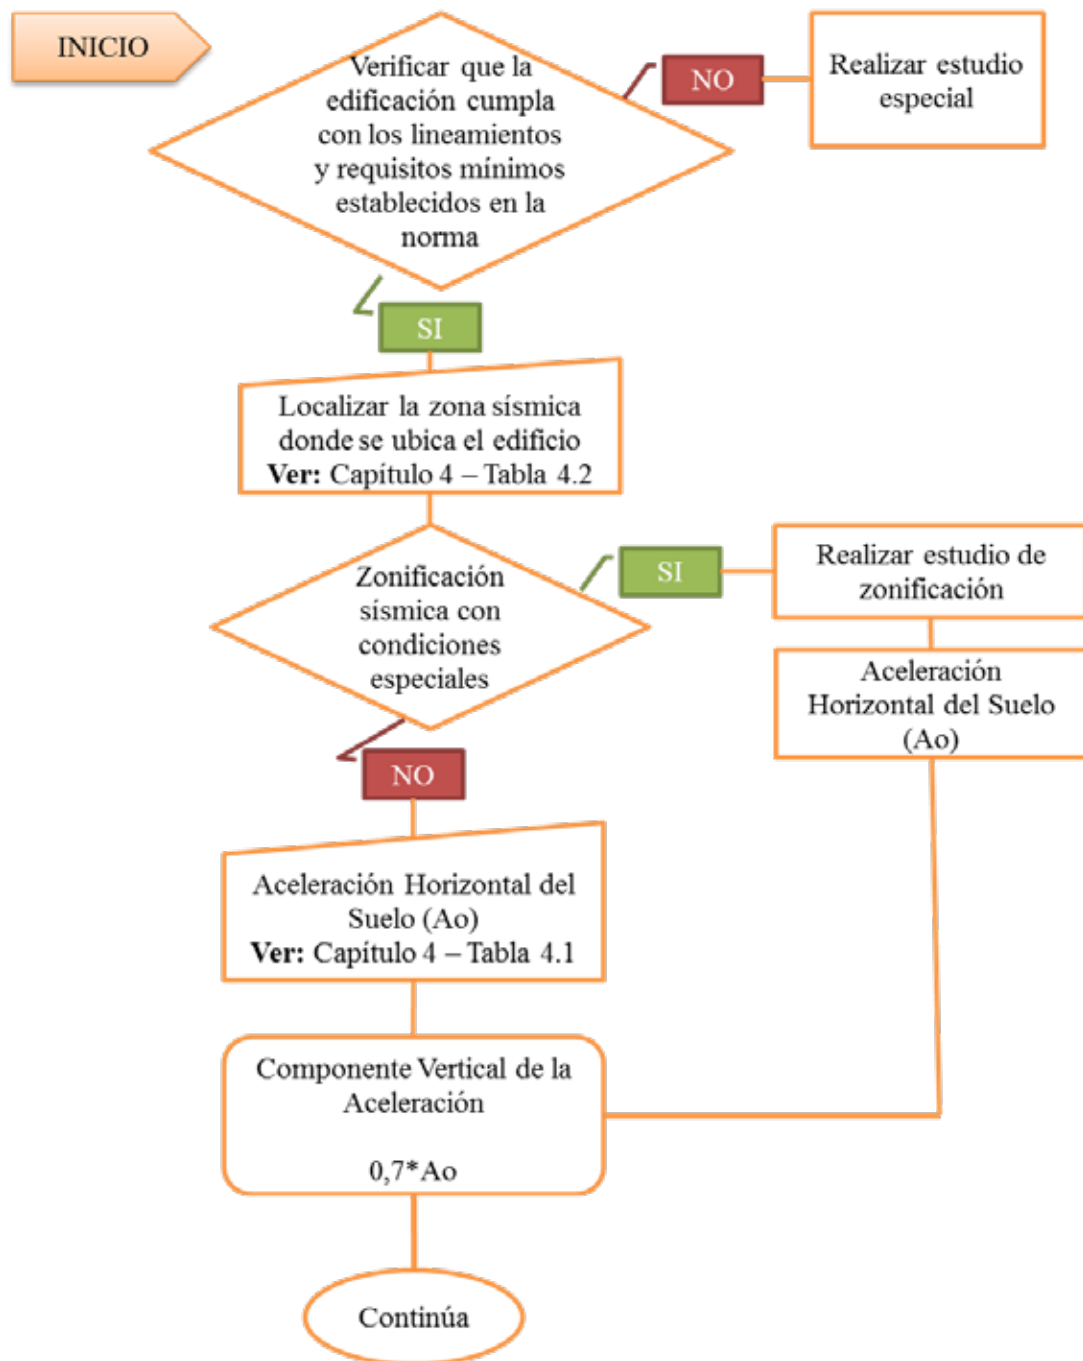 INICIO
Verificar que la
edificación cumpla
con los lineamientos
y requisitos mínimos
establecidos en la
norma
NO
Realizar estudio
especial
SI
Localizar la zona sísmica
donde se ubica el edificio
Ver: Capítulo 4 – Tabla 4.2
Zonificación
sísmica con
condiciones
especiales
SI
Realizar estudio de
zonificación
Aceleración
Horizontal del Suelo
(Ao)
NO
Aceleración Horizontal del
Suelo (Ao)
Ver: Capítulo 4 – Tabla 4.1
Componente Vertical de la
Aceleración
0,7*Ao
Continúa